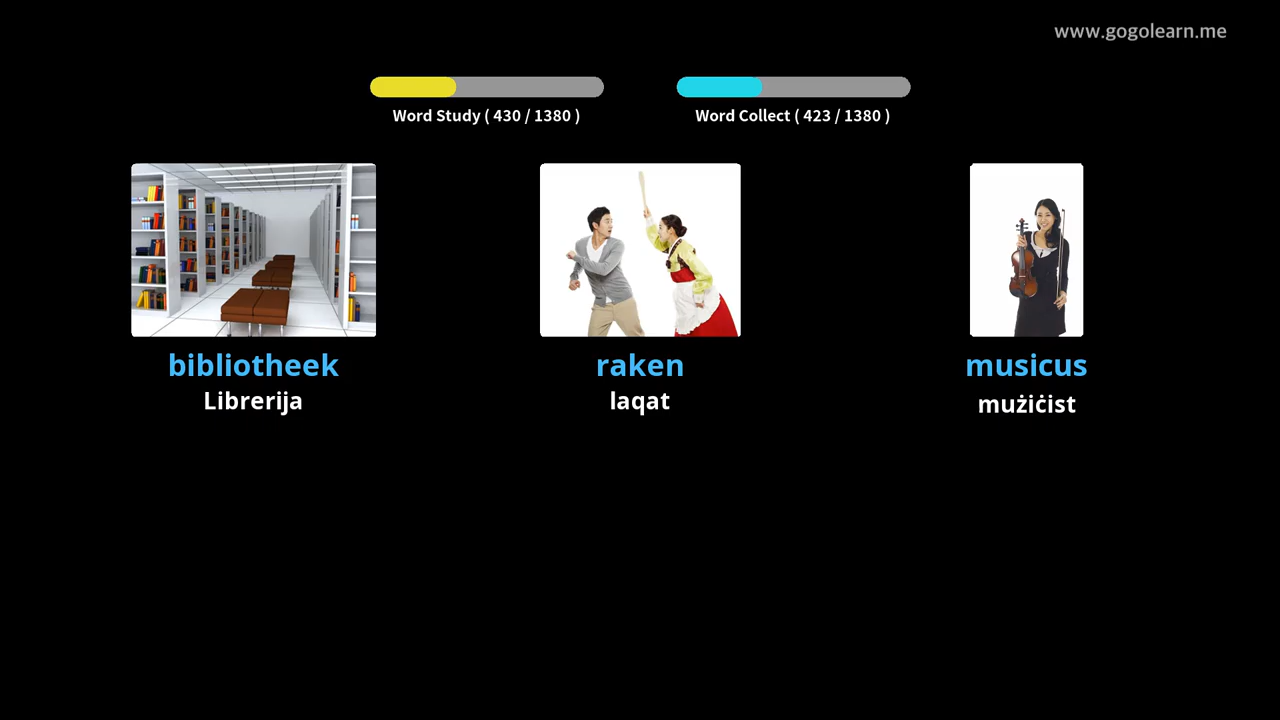 www.gogolearn.me
Word Study ( 430 / 1380 )
Word Collect ( 423 / 1380 )
bibliotheek
Librerija
raken
laqat
musicus
mużiċist